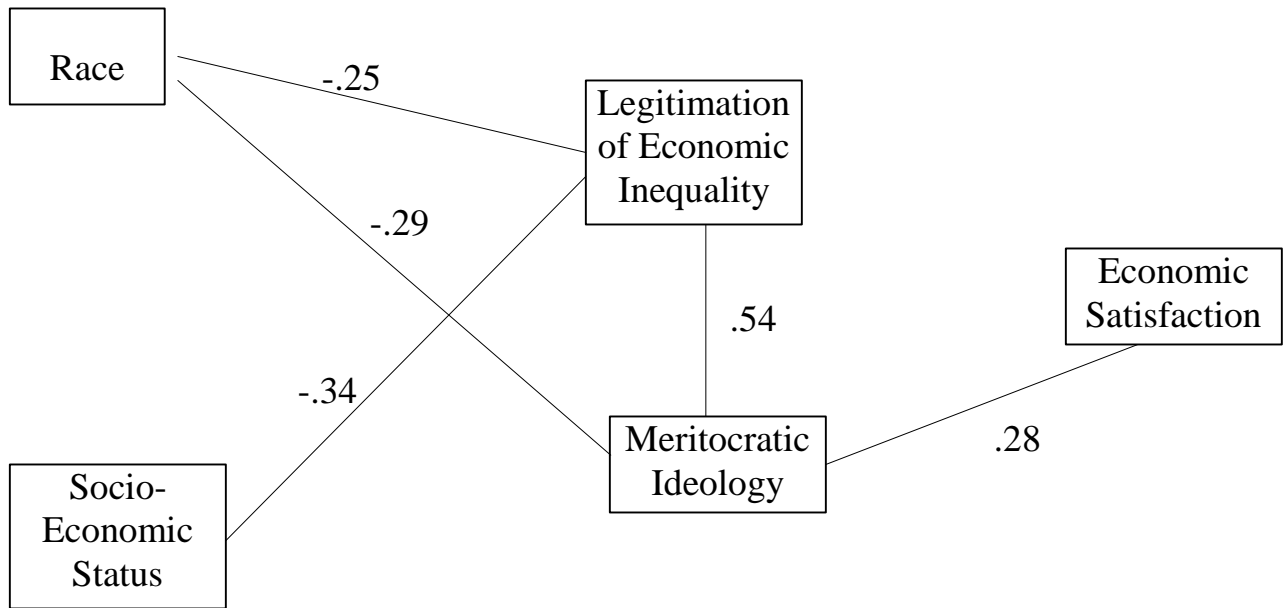 Race
-.25
Legitimation
of Economic
Inequality
-.29
Economic
Satisfaction
.54
-.34
Meritocratic
Ideology
.28
Socio-
Economic
Status